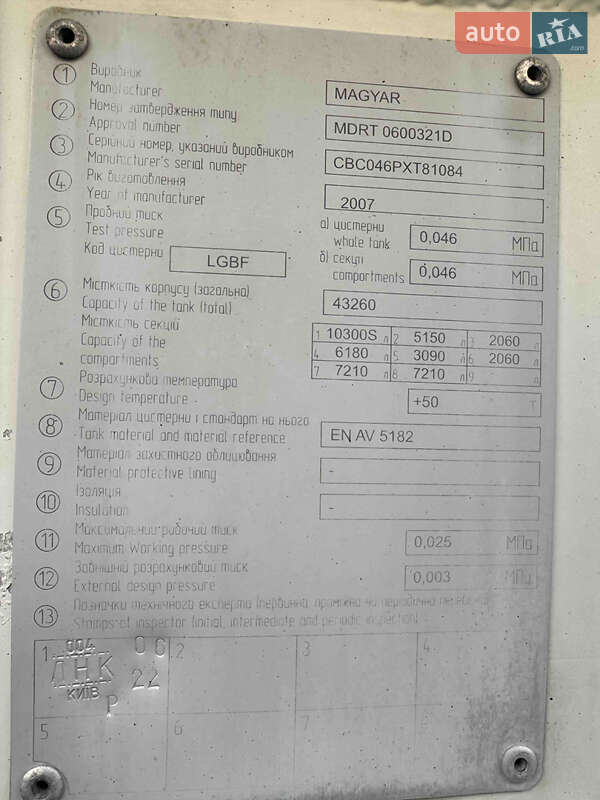 auto RIA.com
1 Виробник
Manufacturer MAGYAR
2 Номер затвердження типу
Approval number MDRT 0600321D
3 Серійний номер, указаний виробником
Manufacturer's serial number CBC046PXT81084
4 Рік виготовлення
Year of manufacturer 2007
5 Пробний тиск
Test pressure
а) цистерни
whole tank 0,046 МПа
б) секції
compartments 0,046 МПа
Код цистерни LGBF
6 Місткість корпусу (загальна)
Capacity of the tank (total) 43260
Місткість секцій
Capacity of the
compartments
1 10300S л 2 5150 л 3 2060 л
4 6180 л 5 3090 л 6 2060 л
7 7210 л 8 7210 л 9 л
7 Розрахункова температура
Design temperature +50
8 Матеріал цистерни і стандарт на нього
Tank material and material reference EN AV 5182
9 Матеріал захистного облицювання
Material protective lining -
10 Ізоляція
Insulation -
11 Максимальний робочий тиск
Maximum Working pressure 0,025 МПа
12 Зовнішній розрахунковий тиск
External design pressure 0,003 МПа
13 Позначки технічного експерта (первинна, проміжна чи періодична
Stamps of inspector (initial, intermediate and periodic inspection)
1 004 06 2 3 4
ЛНК 22
КИЇВ Р
5 6 7